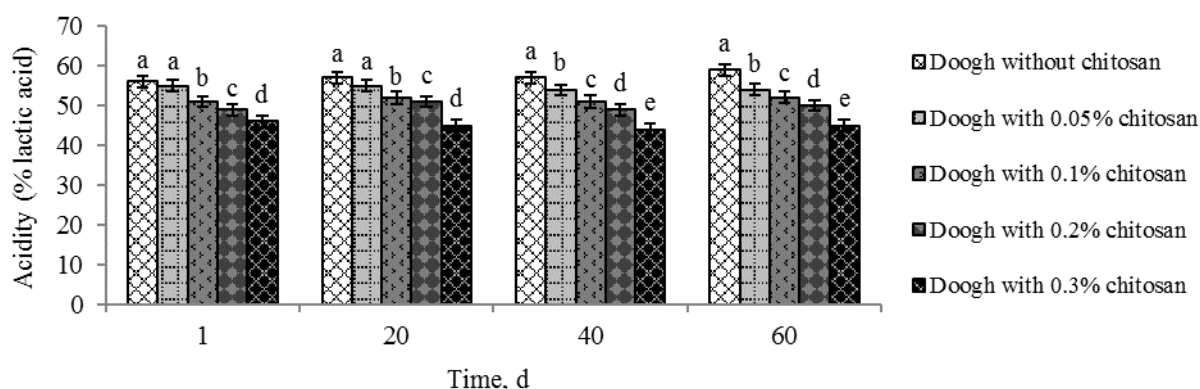 Acidity (% lactic acid)
70
60
50
40
30
20
10
0
a a b c d
a a b c d
a b c d e
a b c d e
1 20 40 60
Time, d
Doogh without chitosan
Doogh with 0.05% chitosan
Doogh with 0.1% chitosan
Doogh with 0.2% chitosan
Doogh with 0.3% chitosan